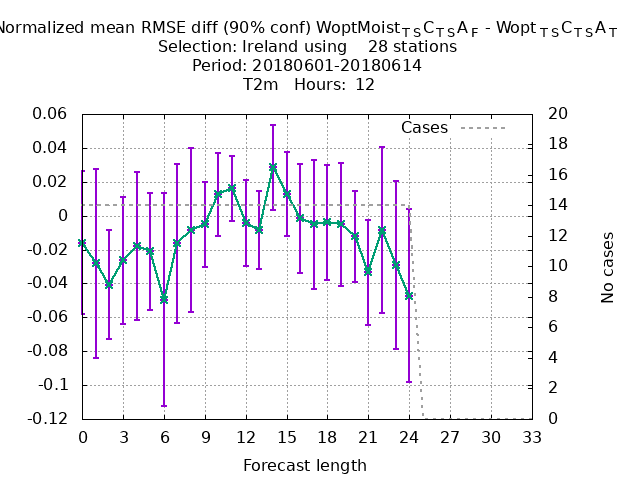 Normalized mean RMSE diff (90% conf) WoptMoist_TSC_TSA_F - Wopt_TSC_TSA_T
Selection: Ireland using 28 stations
Period: 20180601-20180614
T2m Hours: 12
Cases
0.06
0.04
0.02
0
-0.02
-0.04
-0.06
-0.08
-0.1
-0.12
20
18
16
14
12
10
8
6
4
2
0
No cases
0 3 6 9 12 15 18 21 24 27 30 33
Forecast length